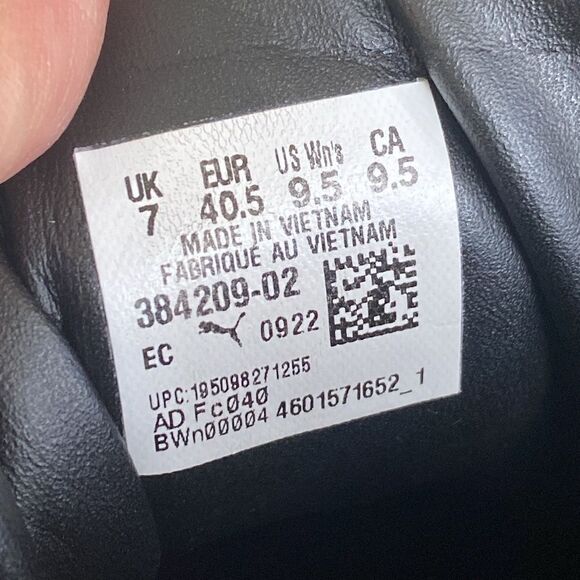 UK EUR US Wn's CA
7 40.5 9.5 9.5
MADE IN VIETNAM
FABRIQUÉ AU VIETNAM
384209-02
EC 0922
UPC:195098271255
AD Fc040
BWn00004 4601571652_1